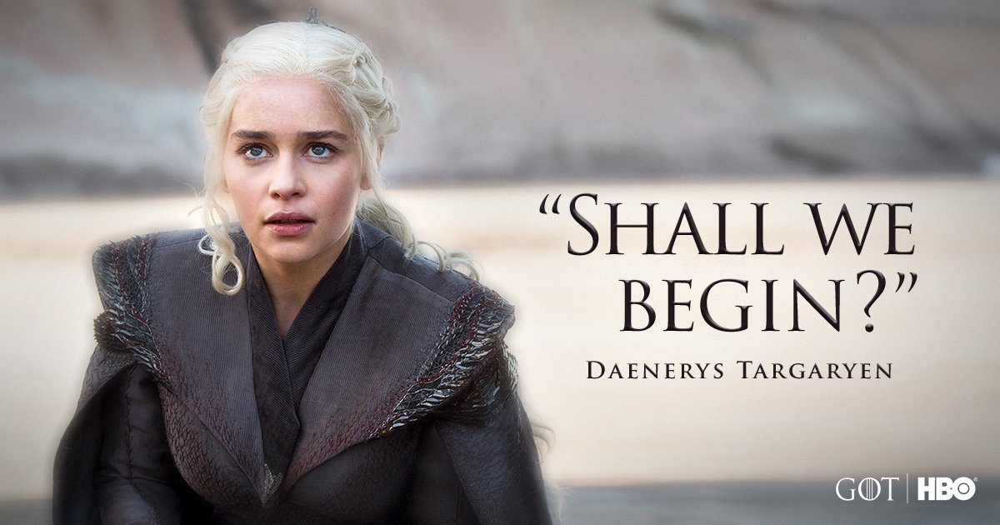 “Shall we
begin?”
Daenerys Targaryen
GOT | HBO®